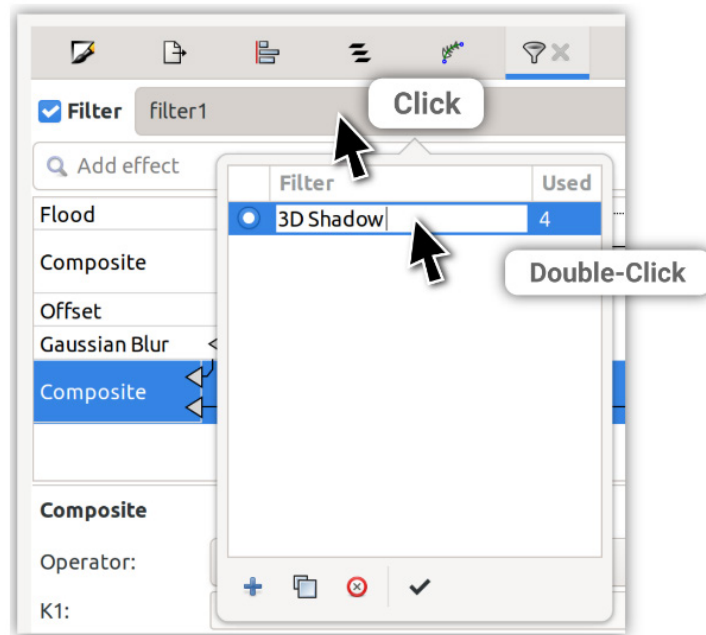 Filter filter1
Click
Add effect
Filter Used
3D Shadow 4
Double-Click
Flood
Composite
Offset
Gaussian Blur
Composite
Composite
Operator:
K1: